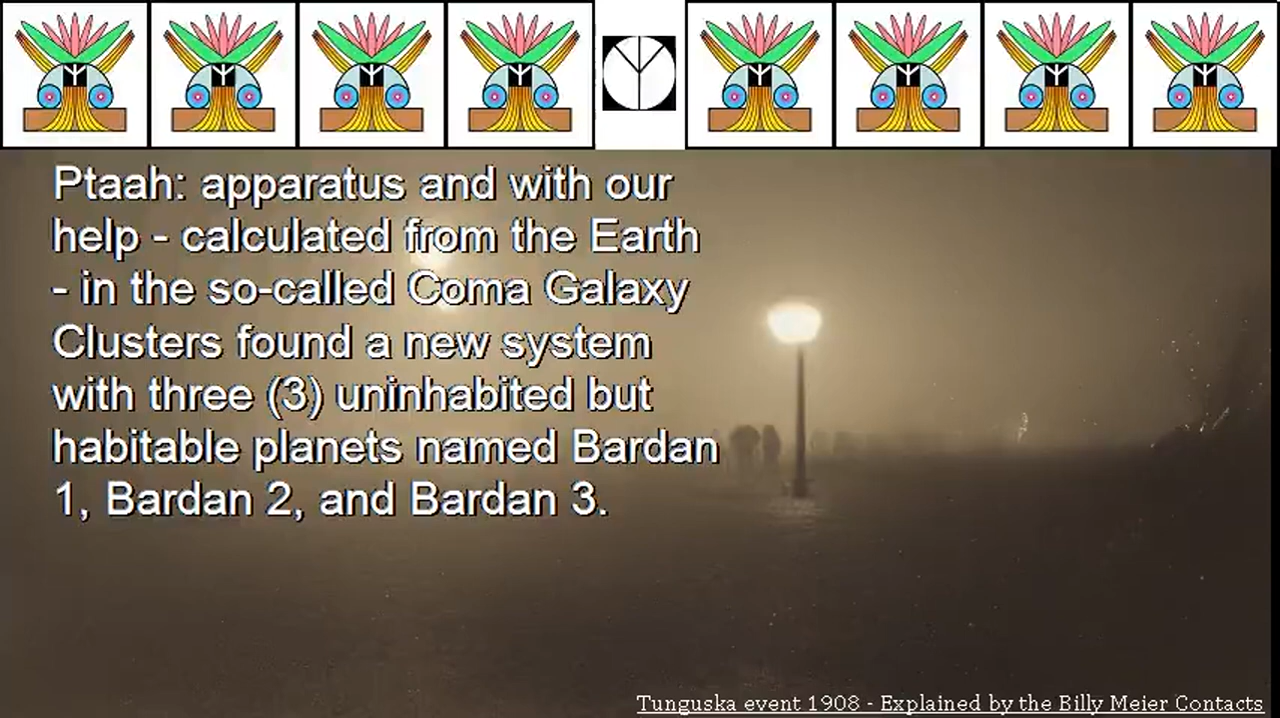 Ptaah: apparatus and with our
help - calculated from the Earth
- in the so-called Coma Galaxy
Clusters found a new system
with three (3) uninhabited but
habitable planets named Bardan
1, Bardan 2, and Bardan 3.
Tunguska event 1908 - Explained by the Billy Meier Contacts